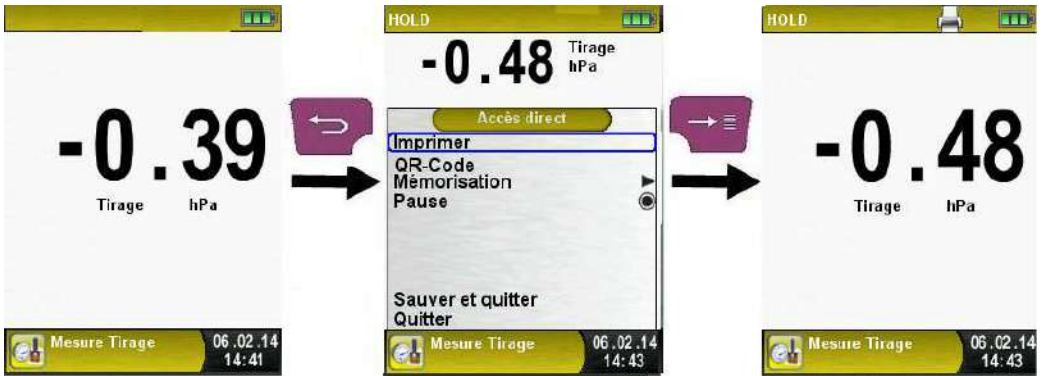 -0.39
Tirage hPa
Mesure Tirage
06.02.14
14:41
HOLD
-0.48 Tirage
hPa
Accès direct
Imprimer
QR-Code
Mémorisation
Pause
Sauver et quitter
Quitter
Mesure Tirage
06.02.14
14:43
HOLD
-0.48
Tirage hPa
Mesure Tirage
06.02.14
14:43